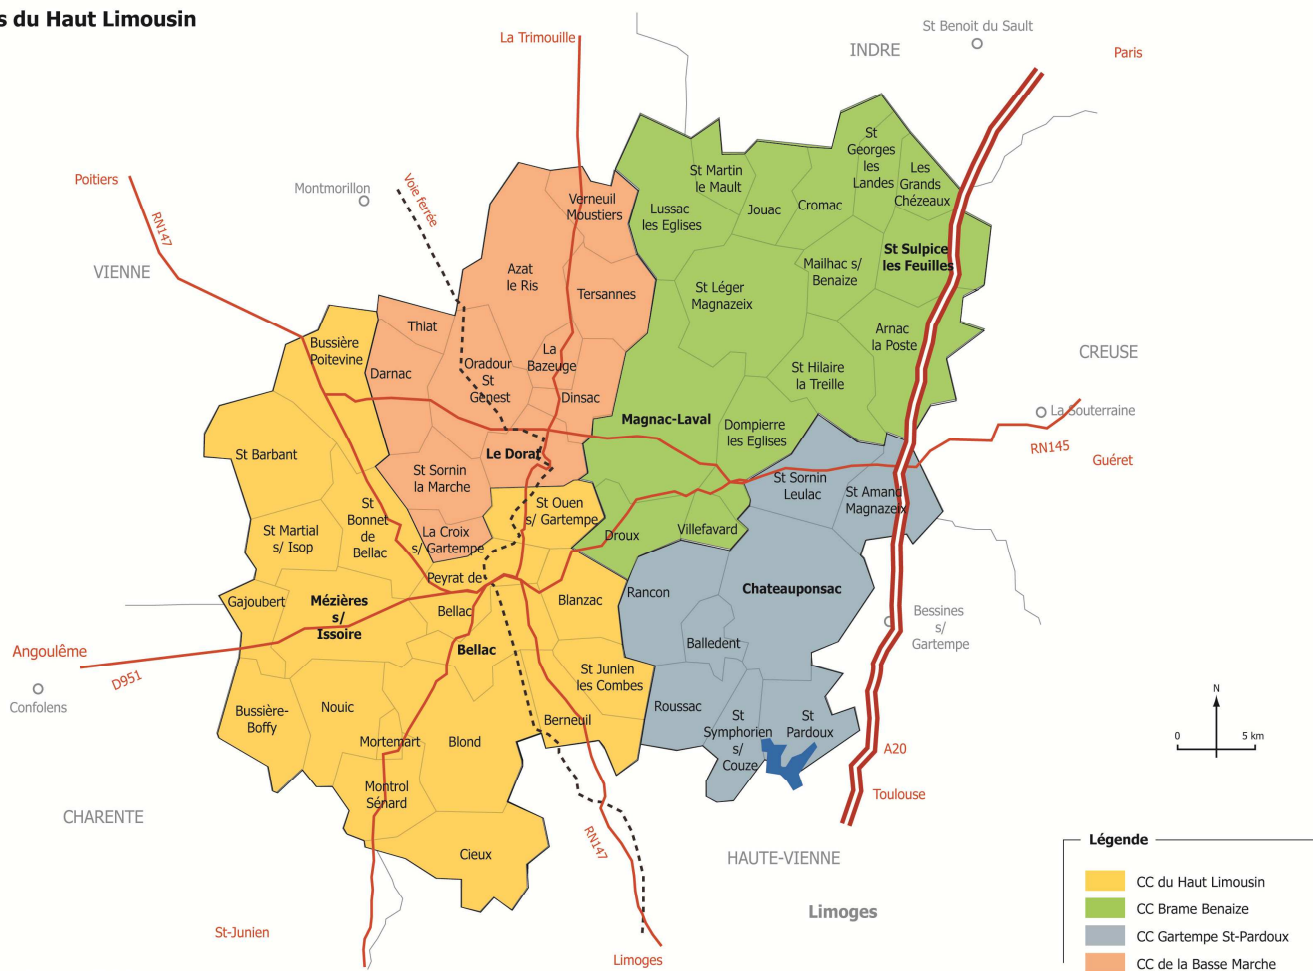 s du Haut Limousin
La Trimouille
St Benoit du Sault
INDRE
Paris
Poitiers
RN147
Montmorillon
Voie ferrée
VIENNE
Verneuil
Moustiers
Azat
le Ris
Tersannes
Thiat
Darnac
Oradour
St
Genest
La
Bazeuge
Dinsac
Le Dorat
St Sornin
la Marche
La Croix
s/ Gartempe
St Martin
le Mault
Lussac
les Eglises
Jouac
Cromac
St
Georges
les
Landes
Les
Grands
Chézeaux
St Sulpice
les Feuilles
Mailhac s/
Benaize
St Léger
Magnazeix
Arnac
la Poste
St Hilaire
la Treille
Magnac-Laval
Dompierre
les Eglises
Droux
Villefavard
CREUSE
La Souterraine
RN145
Guéret
Bussière
Poitevine
St Barbant
St
Bonnet
de
Bellac
St Martial
s/ Isop
St Ouen
s/ Gartempe
Peyrat de
Bellac
Gajoubert
Mézières
s/
Issoire
Blanzac
Bellac
St Junien
les Combes
Berneuil
Bussière-
Boffy
Nouic
Mortemart
Blond
Montrol
Sénard
Cieux
St Sornin
Leulac
St Amand
Magnazeix
Rancon
Chateauponsac
Balledent
Roussac
St
Symphorien
s/
Couze
St
Pardoux
Bessines
s/
Gartempe
Angoulême
D951
Confolens
CHARENTE
St-Junien
RN147
Limoges
HAUTE-VIENNE
Limoges
A20
Toulouse
N
0 5 km
Légende
CC du Haut Limousin
CC Brame Benaize
CC Gartempe St-Pardoux
CC de la Basse Marche